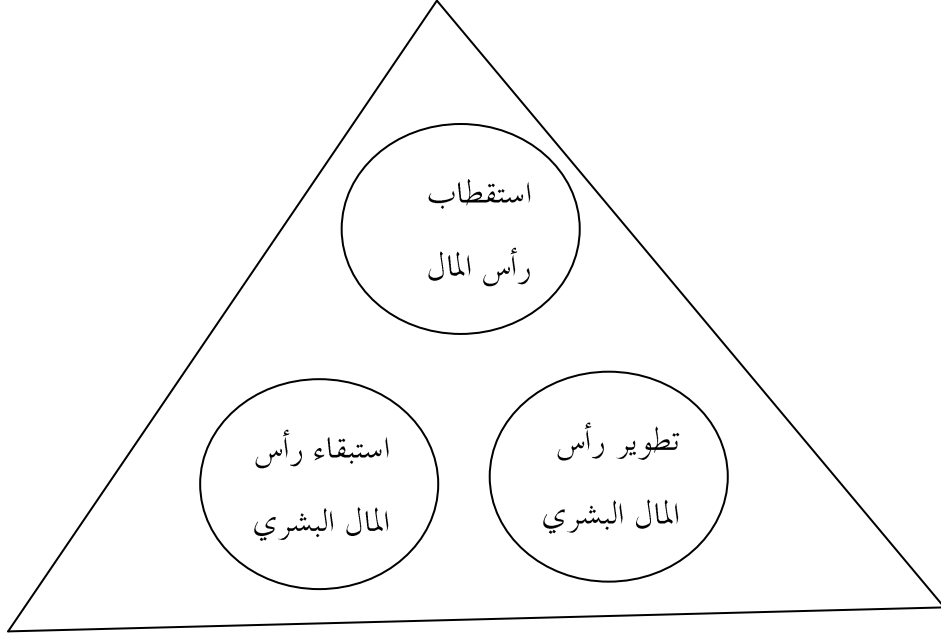 استقطاب
رأس المال
تطوير رأس
المال البشري
استبقاء رأس
المال البشري